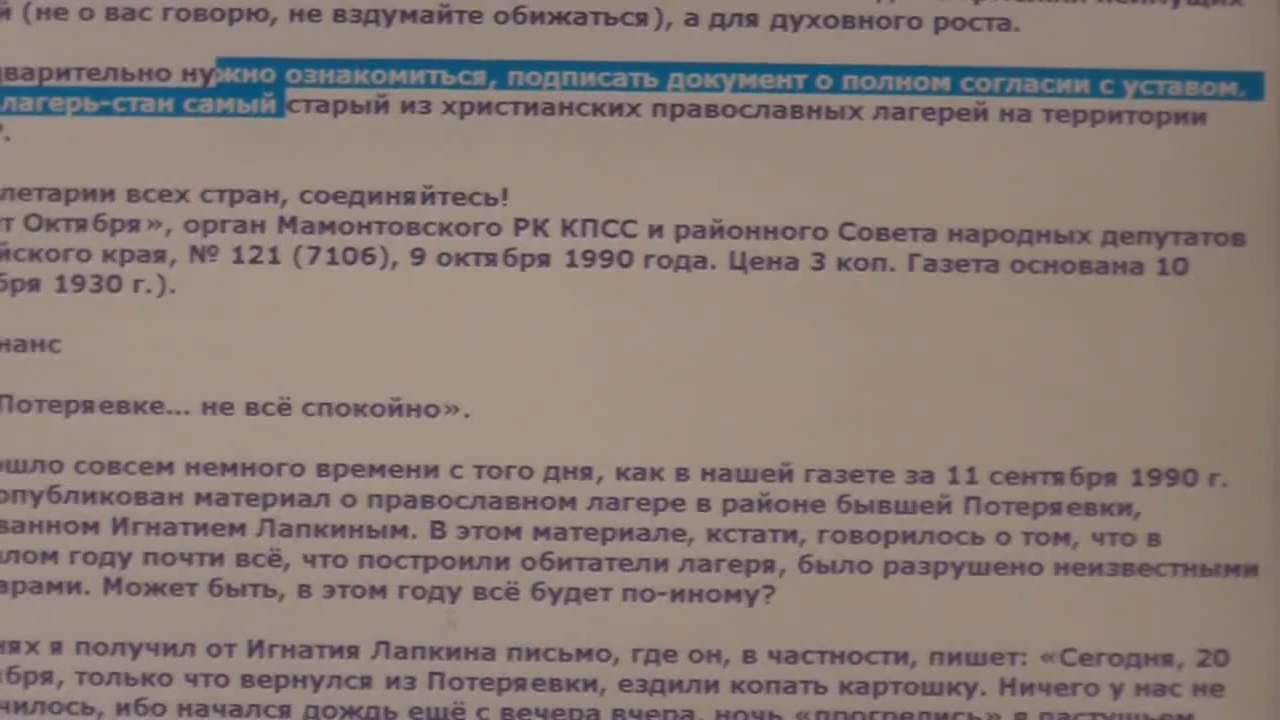 й (не о вас говорю, не вздумайте обижаться), а для духовного роста.
дварительно нужно ознакомиться, подписать документ о полном согласии с уставом.
лагерь-стан самый старый из христианских православных лагерей на территории
летарии всех стран, соединяйтесь!
т Октября», орган Мамонтовского РК КПСС и районного Совета народных депутатов
йского края, № 121 (7106), 9 октября 1990 года. Цена 3 коп. Газета основана 10
бря 1930 г.).
нанс
Потеряевке... не всё спокойно».
ошло совсем немного времени с того дня, как в нашей газете за 11 сентября 1990 г.
опубликован материал о православном лагере в районе бывшей Потеряевки,
ванном Игнатием Лапкиным. В этом материале, кстати, говорилось о том, что в
лом году почти всё, что построили обитатели лагеря, было разрушено неизвестными
арами. Может быть, в этом году всё будет по-иному?
нях я получил от Игнатия Лапкина письмо, где он, в частности, пишет: «Сегодня, 20
ября, только что вернулся из Потеряевки, ездили копать картошку. Ничего у нас не
чилось, ибо начался дождь ещё с вечера вчера, ночь «прогрелись» в пастушьем